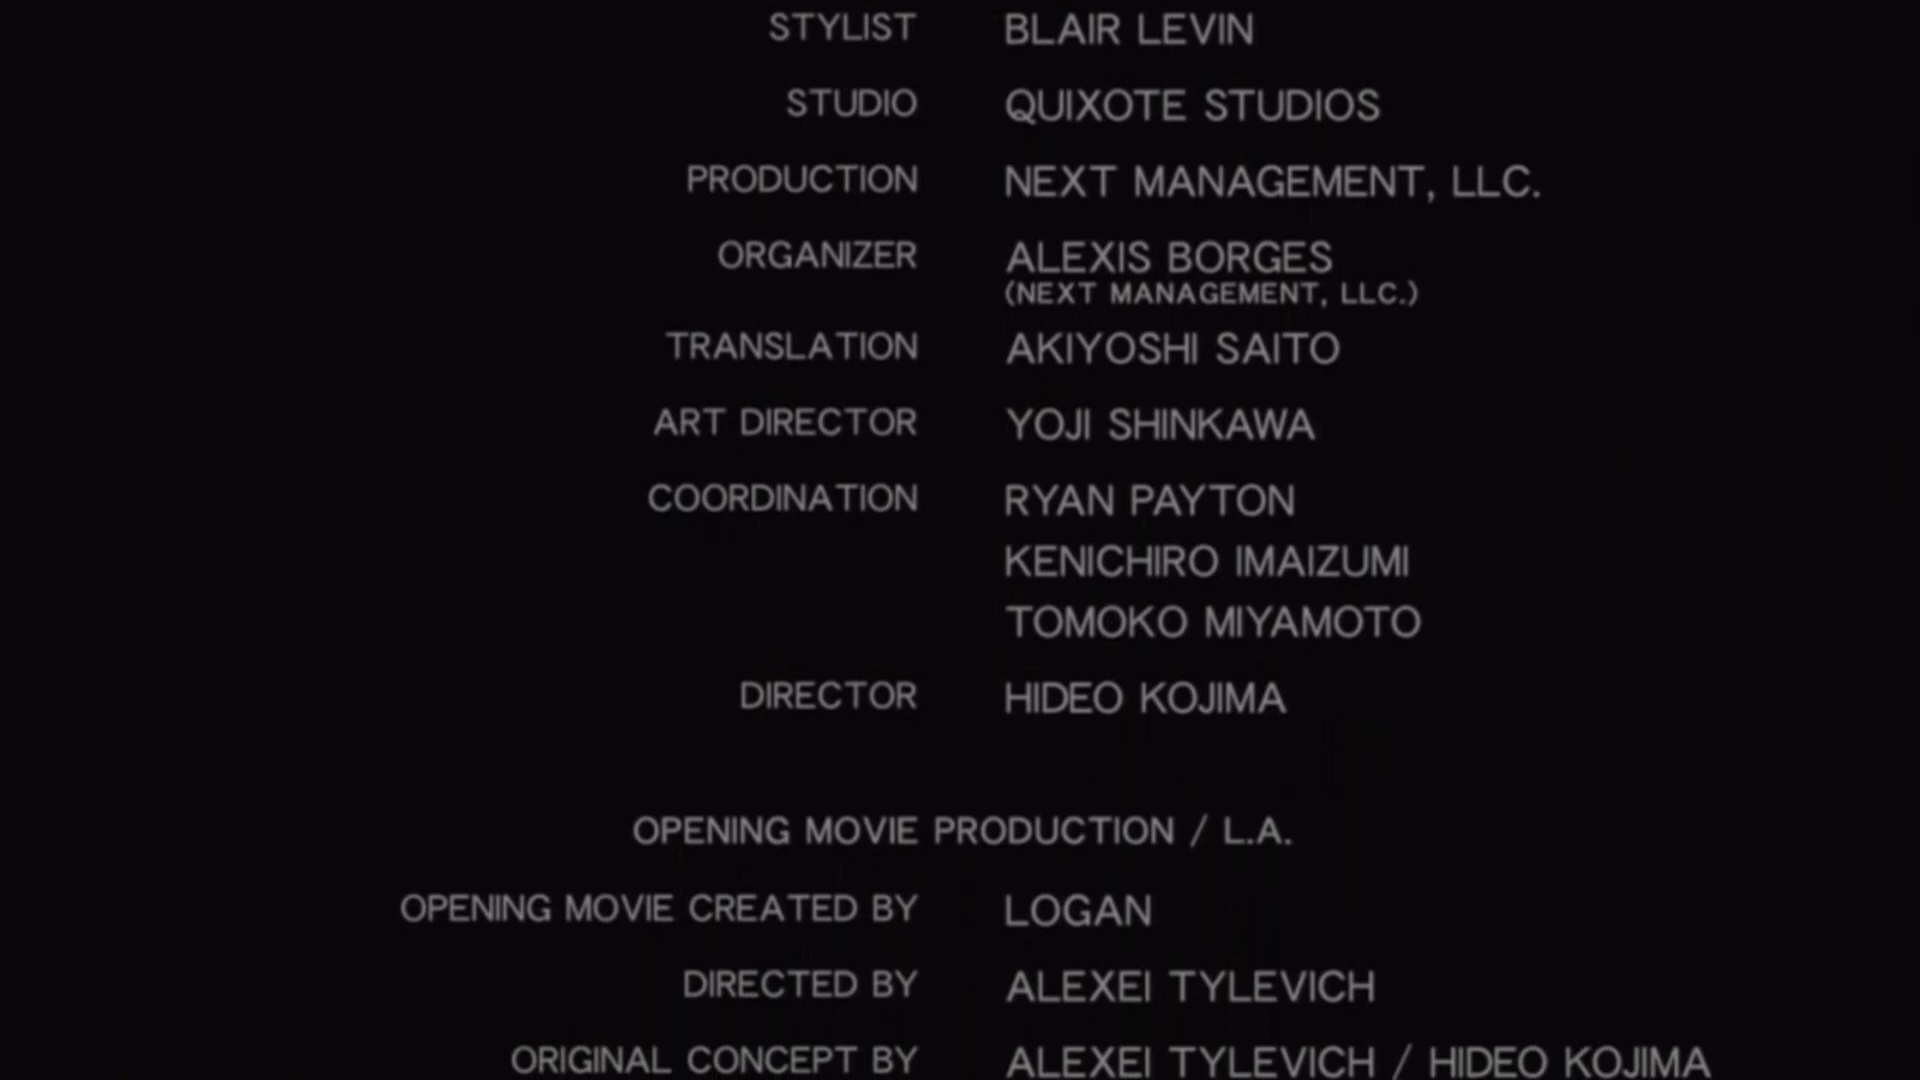 STYLIST BLAIR LEVIN
STUDIO QUIXOTE STUDIOS
PRODUCTION NEXT MANAGEMENT, LLC.
ORGANIZER ALEXIS BORGES
(NEXT MANAGEMENT, LLC.)
TRANSLATION AKIYOSHI SAITO
ART DIRECTOR YOJI SHINKAWA
COORDINATION RYAN PAYTON
KENICHIRO IMAIZUMI
TOMOKO MIYAMOTO
DIRECTOR HIDEO KOJIMA
OPENING MOVIE PRODUCTION / L.A.
OPENING MOVIE CREATED BY LOGAN
DIRECTED BY ALEXEI TYLEVICH
ORIGINAL CONCEPT BY ALEXEI TYLEVICH / HIDEO KOJIMA